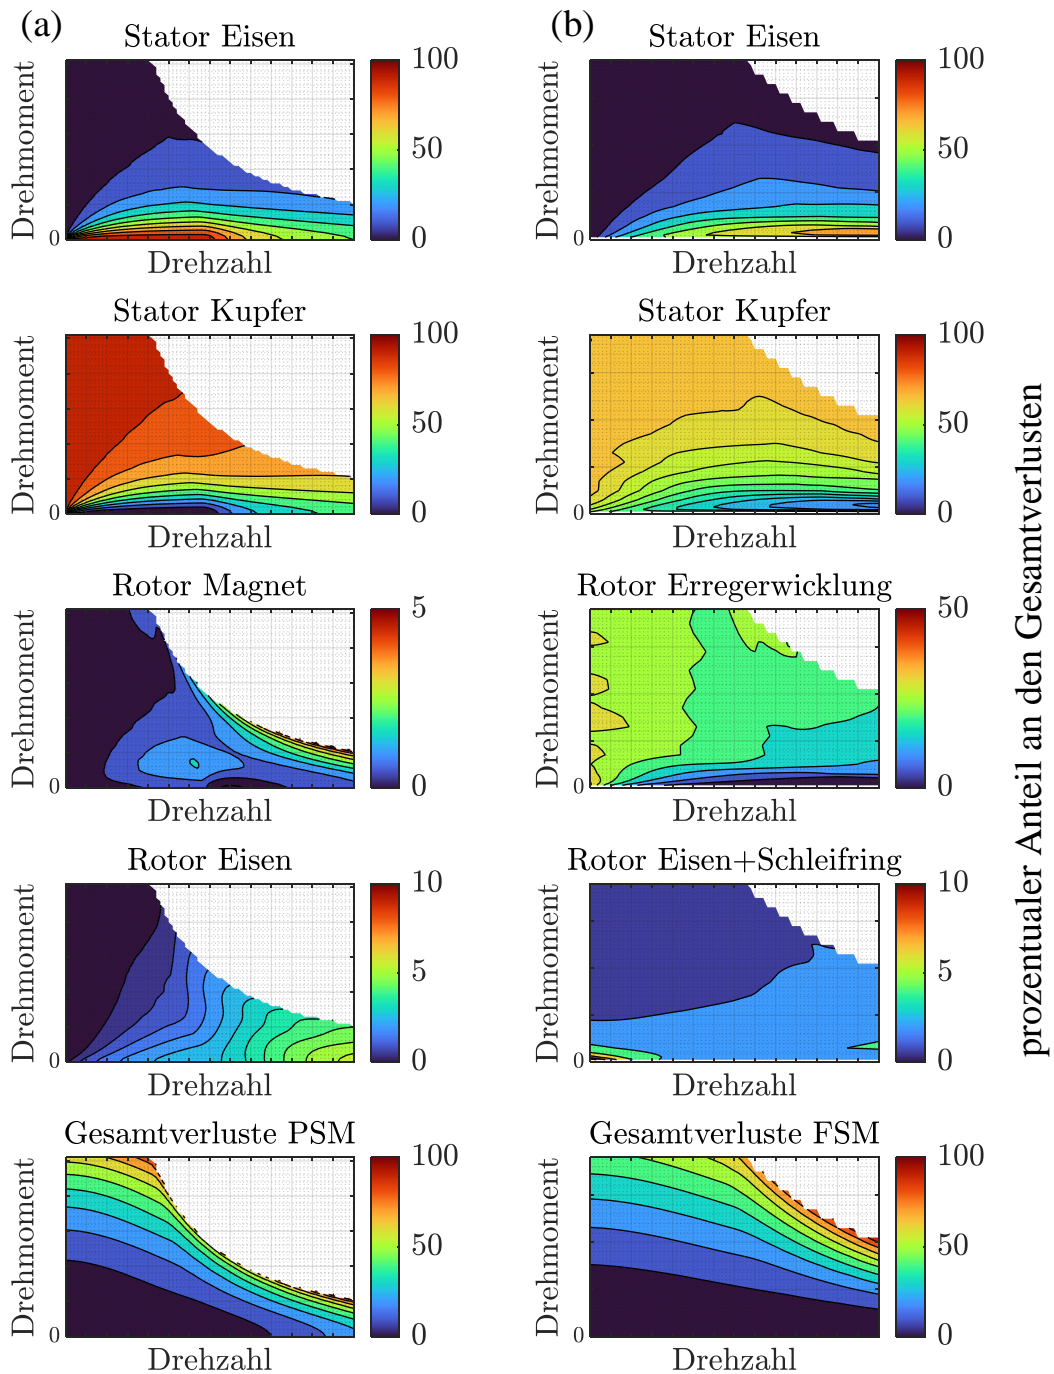 (a)
Stator Eisen
Drehmoment
0
Drehzahl
100
50
0
(b)
Stator Eisen
Drehmoment
0
Drehzahl
100
50
0
Stator Kupfer
Drehmoment
0
Drehzahl
100
50
0
Stator Kupfer
Drehmoment
0
Drehzahl
100
50
0
Rotor Magnet
Drehmoment
0
Drehzahl
5
0
Rotor Erregerwicklung
Drehmoment
0
Drehzahl
50
0
Rotor Eisen
Drehmoment
0
Drehzahl
10
5
0
Rotor Eisen+Schleifring
Drehmoment
0
Drehzahl
10
5
0
Gesamtverluste PSM
Drehmoment
0
Drehzahl
100
50
0
Gesamtverluste FSM
Drehmoment
0
Drehzahl
100
50
0
prozentualer Anteil an den Gesamtverlusten